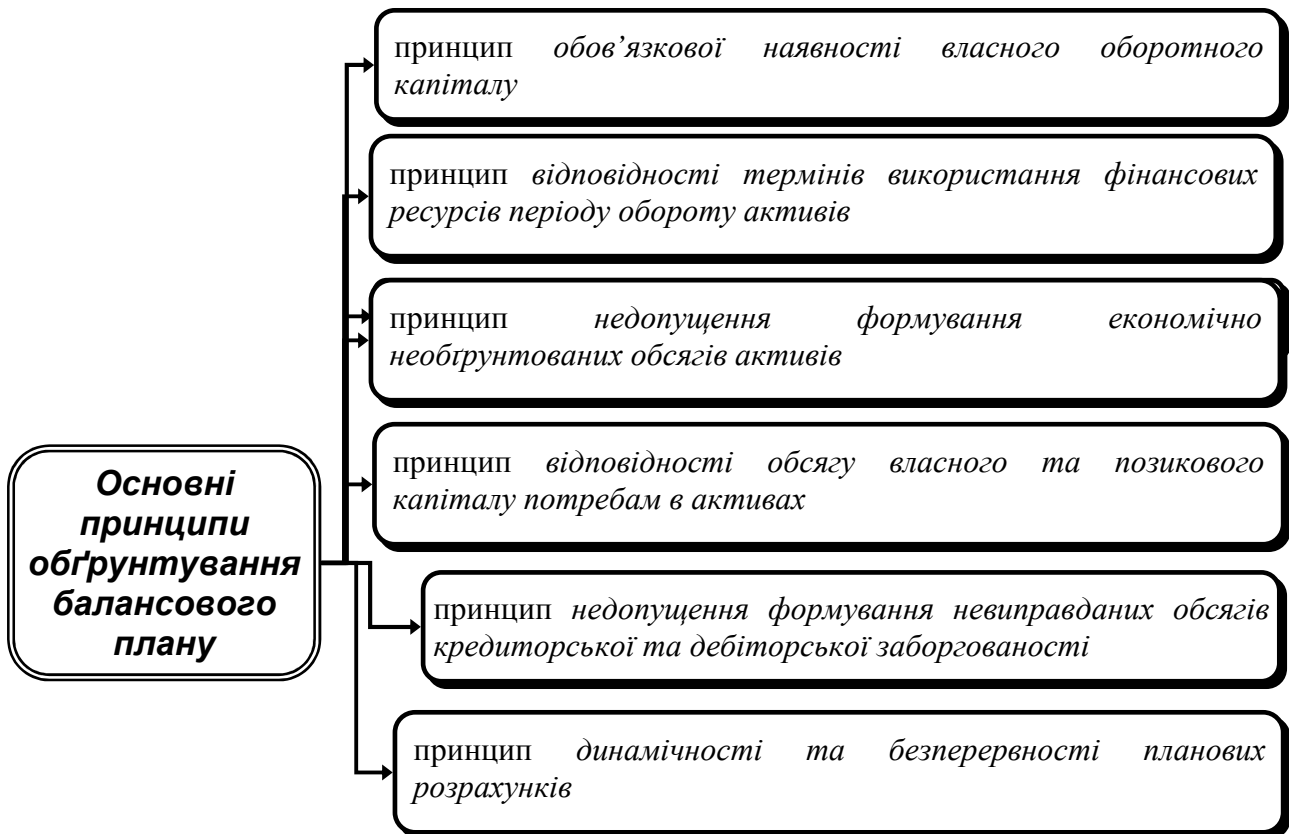 принцип обов’язкової наявності власного оборотного
капіталу
принцип відповідності термінів використання фінансових
ресурсів періоду обороту активів
принцип недопущення формування економічно
необґрунтованих обсягів активів
принцип відповідності обсягу власного та позикового
капіталу потребам в активах
Основні
принципи
обґрунтування
балансового
плану
принцип недопущення формування невиправданих обсягів
кредиторської та дебіторської заборгованості
принцип динамічності та безперервності планових
розрахунків